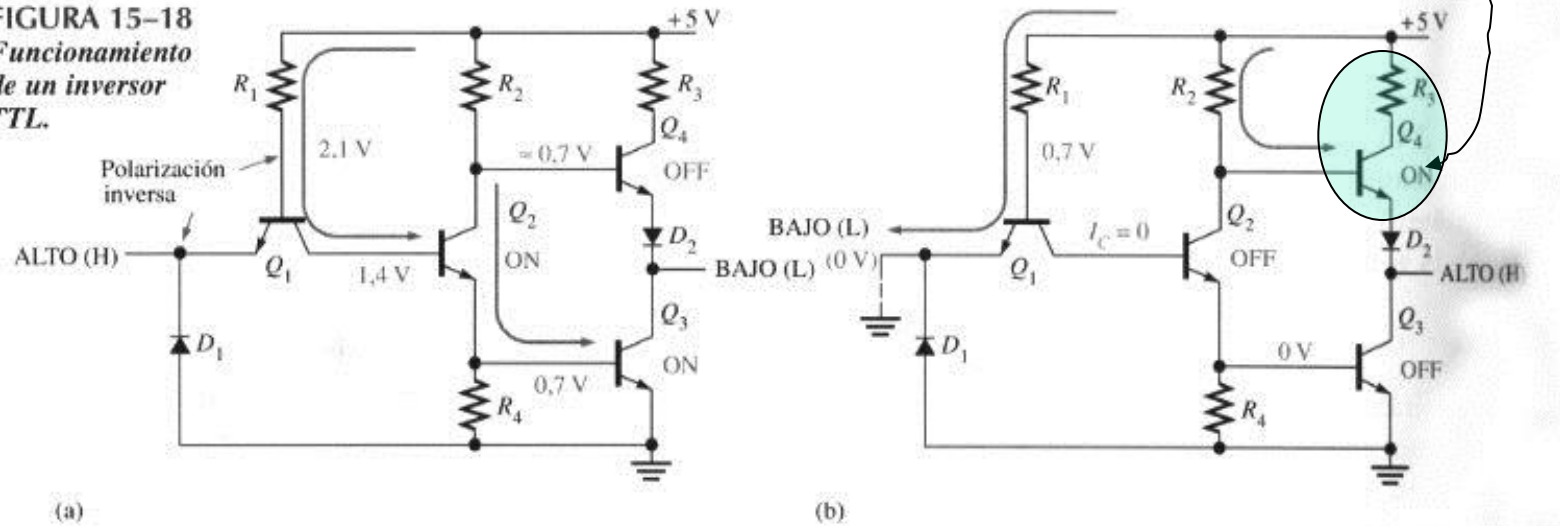 FIGURA 15–18
Funcionamiento
de un inversor
TTL.
+5 V
R1
R2
R3
2,1 V
Polarización
inversa
≈ 0,7 V
Q4
OFF
ALTO (H)
Q1
1,4 V
Q2
ON
D2
BAJO (L)
D1
Q3
ON
0,7 V
R4
(a)
+5 V
R1
R2
R3
0,7 V
Q4
ON
BAJO (L)
(0 V)
Q1
IC = 0
Q2
OFF
D2
ALTO (H
D1
Q3
0 V
OFF
R4
(b)